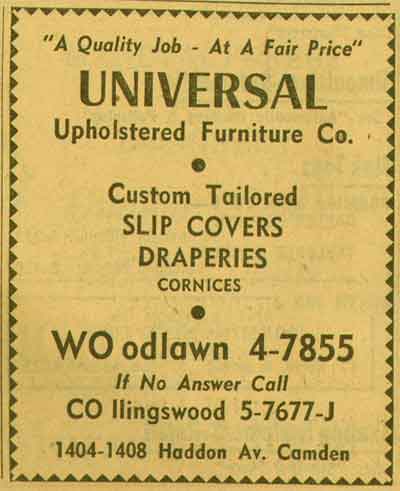 "A Quality Job - At A Fair Price"
UNIVERSAL
Upholstered Furniture Co.
Custom Tailored
SLIP COVERS
DRAPERIES
CORNICES
WO odlawn 4-7855
If No Answer Call
CO llingswood 5-7677-J
1404-1408 Haddon Av. Camden